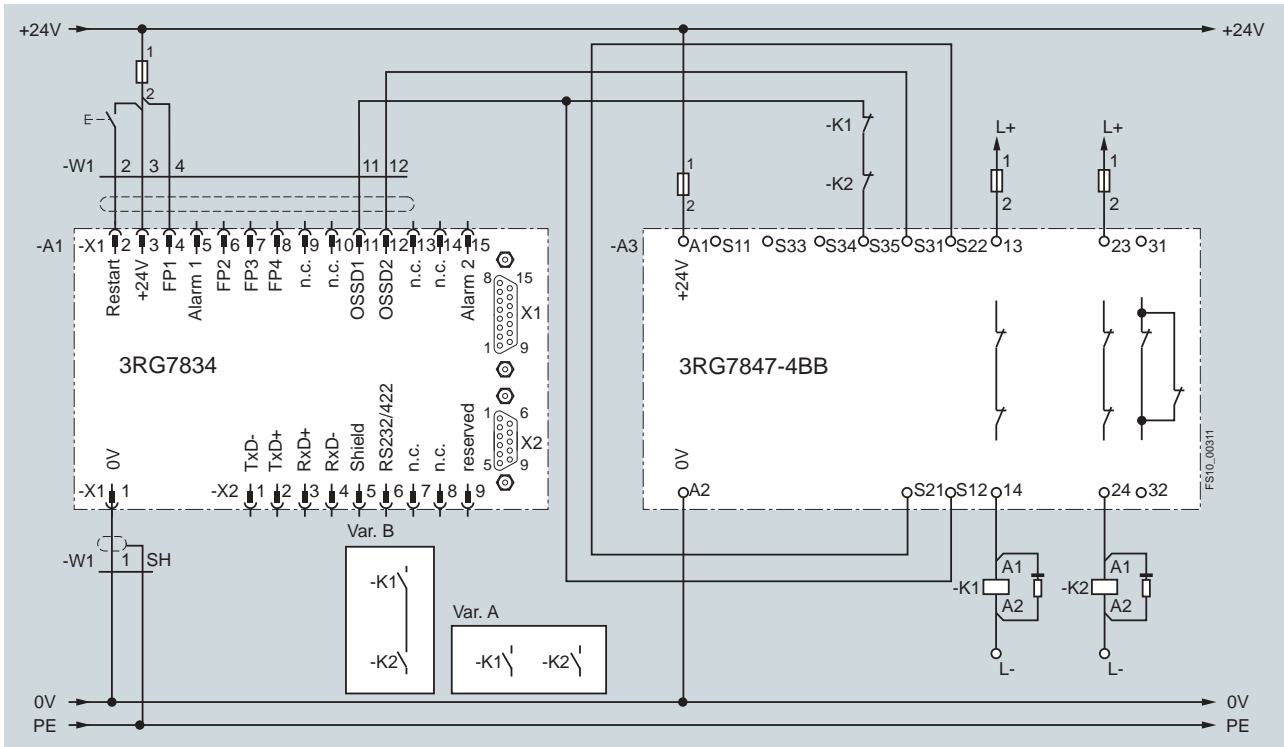 +24V +24V
1
2
E
-W1 2 3 4 11 12
-K1
-K2
1
2
L+ L+
1 1
2 2
-A1 -X1 2 3 4 5 6 7 8 9 10 11 12 13 14 15
Restart +24V FP1 Alarm 1 FP2 FP3 FP4 n.c. n.c. OSSD1 OSSD2 n.c. n.c. Alarm 2
8 15
X1
1 9
3RG7834
1 6
X2
5 9
0V TxD- TxD+ RxD+ RxD- Shield RS232/422 n.c. n.c. reserved
-X1 1 -X2 1 2 3 4 5 6 7 8 9
-A3 A1 S11 S33 S34 S35 S31 S22 13 23 31
+24V
3RG7847-4BB
0V
A2 S21 S12 14 24 32
FS10_00311
-W1 1 SH
Var. B
-K1
-K2
Var. A
-K1 -K2
-K1 A1 A2 -K2 A1 A2
L- L-
0V 0V
PE PE